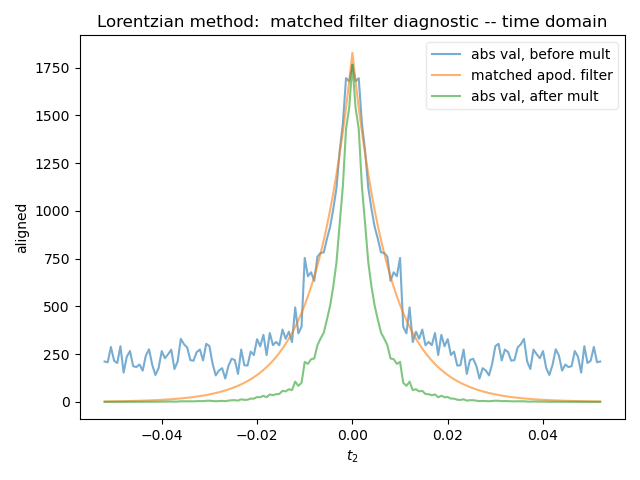 Lorentzian method:  matched filter diagnostic -- time domain
abs val, before mult
matched apod. filter
abs val, after mult
aligned
1750
1500
1250
1000
750
500
250
0
−0.04
−0.02
0.00
0.02
0.04
t₂